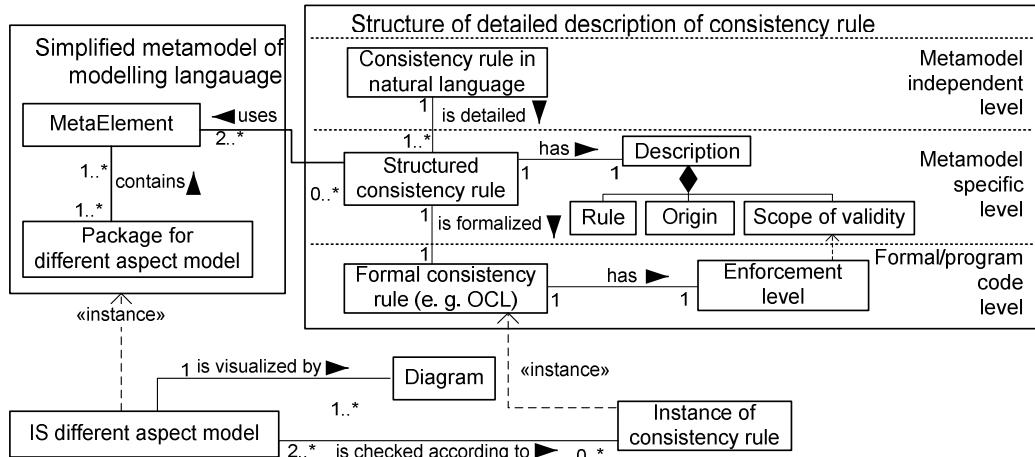 Structure of detailed description of consistency rule
Simplified metamodel of
modelling langauage
Consistency rule in
natural language
Metamodel
independent
level
MetaElement
uses
2..*
1
is detailed
1..*
Structured
consistency rule
0..*
has
1
1
Description
Metamodel
specific
level
1..*
contains
1..*
Rule
Origin
Scope of validity
Package for
different aspect model
1
is formalized
1
Formal consistency
rule (e. g. OCL)
has
1
1
Enforcement
level
Formal/program
code
level
«instance»
1
is visualized by
1..*
Diagram
«instance»
IS different aspect model
Instance of
consistency rule
2..*
is checked according to
0..*